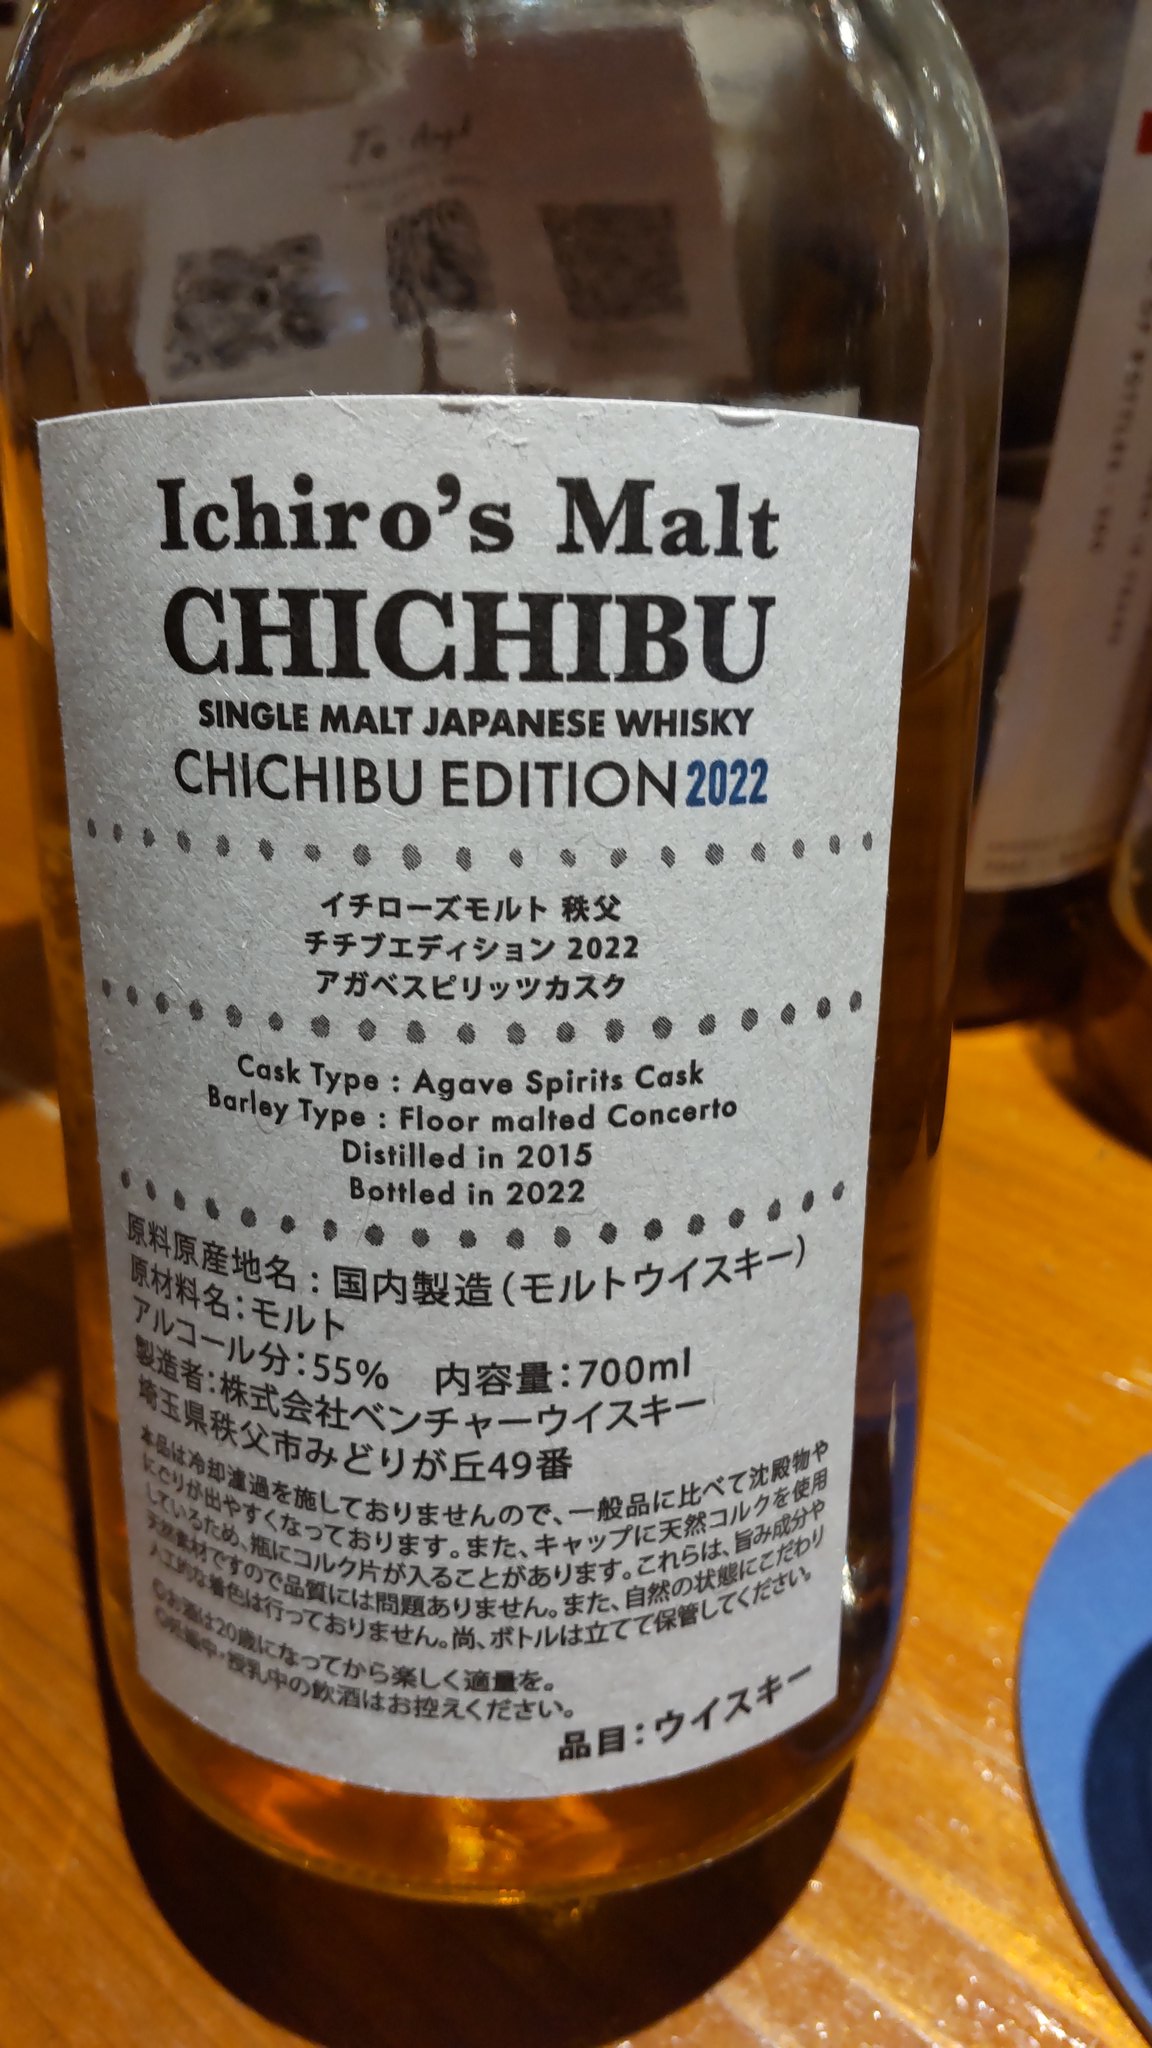 Ichiro's Malt
CHICHIBU
SINGLE MALT JAPANESE WHISKY
CHiCHIBU EDITION 2022
イチローズモルト 秩父
チチブエディション 2022
アガベスピリッツカスク
Cask Type : Agave Spirits Cask
Barley Type : Floor malted Concerto
Distilled in 2015
Bottled in 2022
原料原産地名：国内製造（モルトウイスキー）
原材料名：モルト
アルコール分：55% 内容量：700ml
製造者：株式会社ベンチャーウイスキー
埼玉県秩父市みどりが丘49番
本品は冷却濾過を施しておりませんので、一般品に比べて沈殿物や
にごりが出やすくなっております。また、キャップに天然コルクを使用
しているため、瓶にコルク片が入ることがあります。これらは、旨み成分や
天然素材ですので品質には問題ありません。また、自然の状態にこだわり
人工的な着色は行っておりません。尚、ボトルは立てて保管してください。
◎お酒は20歳になってから楽しく適量を。
◎妊娠中・授乳中の飲酒はお控えください。
品目：ウイスキー